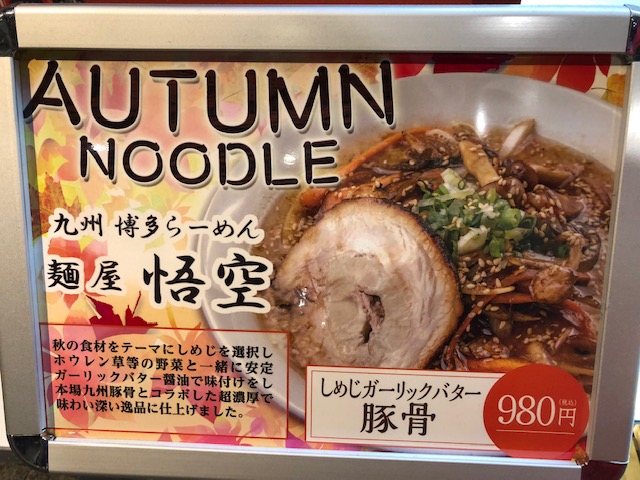 AUTUMN
NOODLE
九州 博多らーめん
麺屋 悟空
秋の食材をテーマにしめじを選択し
ホウレン草等の野菜と一緒に安定
ガーリックバター醤油で味付けをし
本場九州豚骨とコラボした超濃厚で
味わい深い逸品に仕上げました。
しめじガーリックバター
豚骨
(税込)
980円